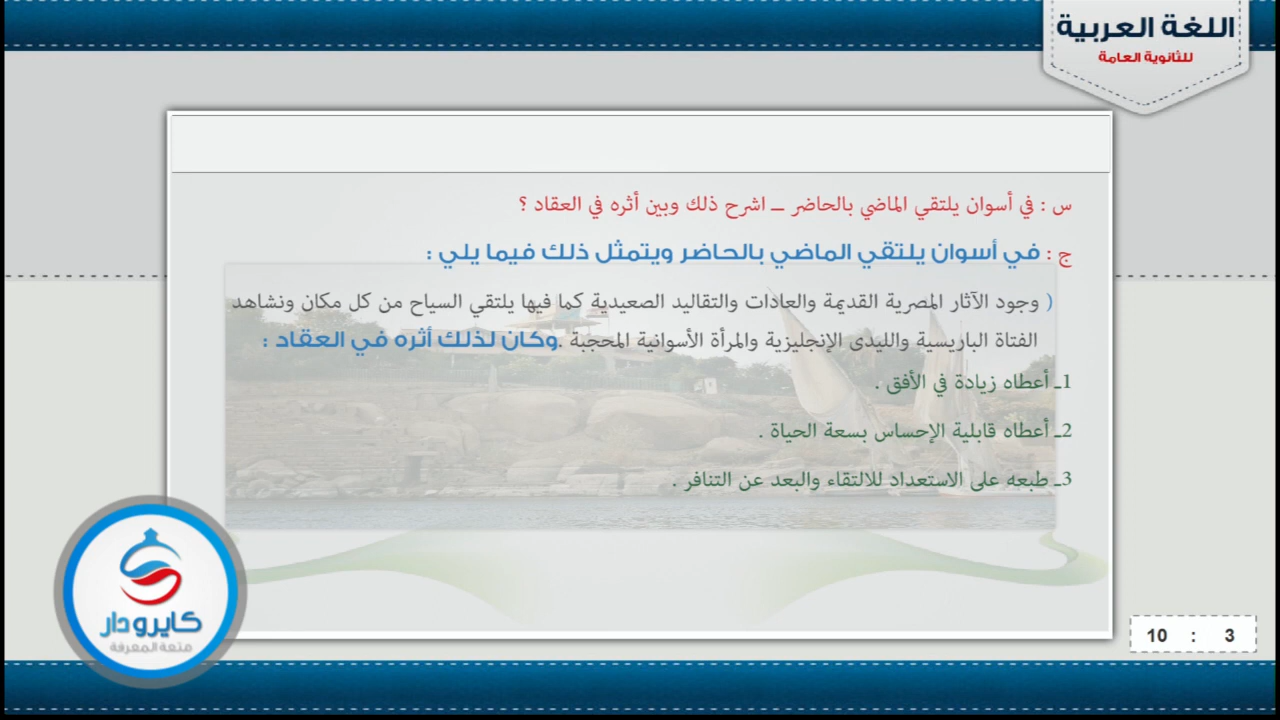 اللغة العربية
للثانوية العامة
س : في أسوان يلتقي الماضي بالحاضر ــ اشرح ذلك وبين أثره في العقاد ؟
ج : في أسوان يلتقي الماضي بالحاضر ويتمثل ذلك فيما يلي :
( وجود الآثار المصرية القديمة والعادات والتقاليد الصعيدية كما فيها يلتقي السياح من كل مكان ونشاهد
الفتاة الباريسية والليدى الإنجليزية والمرأة الأسوانية المحجبة .وكان لذلك أثره في العقاد :
1ـ أعطاه زيادة في الأفق .
2ـ أعطاه قابلية الإحساس بسعة الحياة .
3ـ طبعه على الاستعداد للالتقاء والبعد عن التنافر .
كايرودار
متعة المعرفة
10 : 3